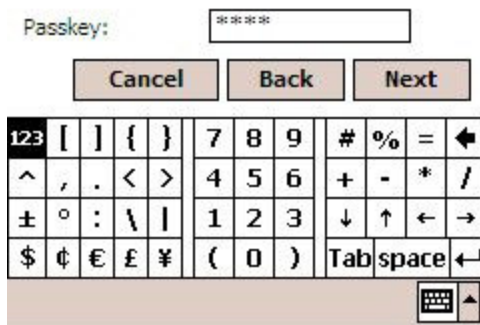 Passkey: ****
Cancel Back Next
123 [ ] { } 7 8 9 # % = ←
^ , . < > 4 5 6 + - * /
± ° : \ | 1 2 3 ↓ ↑ ← →
$ ¢ € £ ¥ ( 0 ) Tab space ↵